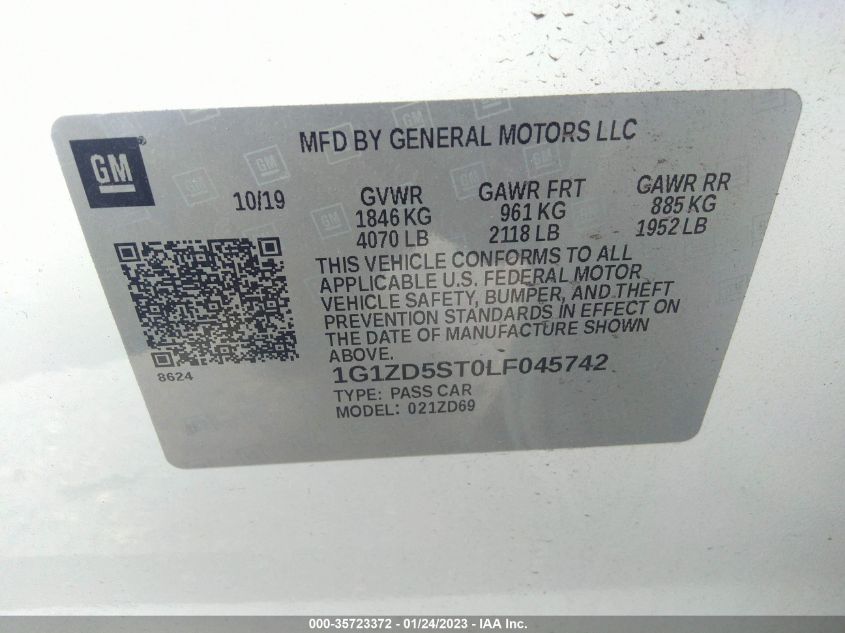 MFD BY GENERAL MOTORS LLC
GM
10/19
GVWR
1846 KG
4070 LB
GAWR FRT
961 KG
2118 LB
GAWR RR
885 KG
1952 LB
THIS VEHICLE CONFORMS TO ALL
APPLICABLE U.S. FEDERAL MOTOR
VEHICLE SAFETY, BUMPER, AND THEFT
PREVENTION STANDARDS IN EFFECT ON
THE DATE OF MANUFACTURE SHOWN
ABOVE.
8624
1G1ZD5ST0LF045742
TYPE: PASS CAR
MODEL: 021ZD69
000-35723372 - 01/24/2023 - IAA Inc.